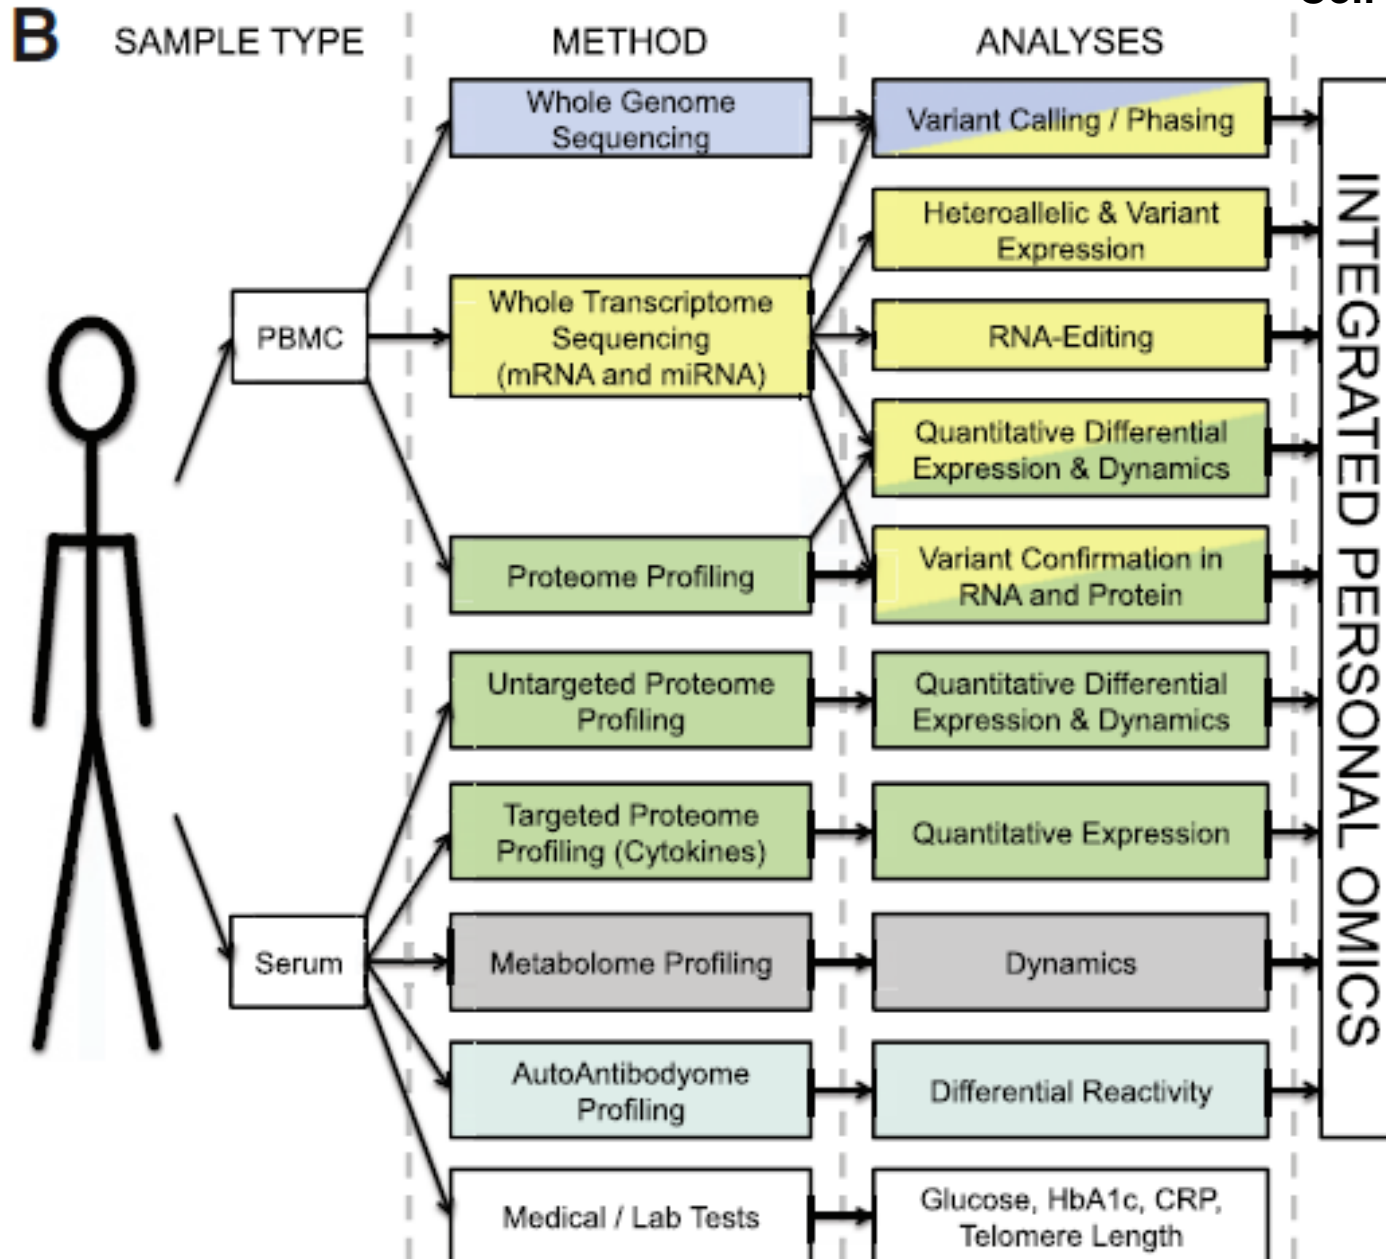 B
SAMPLE TYPE
METHOD
ANALYSES
PBMC
Serum
Whole Genome
Sequencing
Whole Transcriptome
Sequencing
(mRNA and miRNA)
Proteome Profiling
Untargeted Proteome
Profiling
Targeted Proteome
Profiling (Cytokines)
Metabolome Profiling
AutoAntibodyome
Profiling
Medical / Lab Tests
Variant Calling / Phasing
Heteroallelic & Variant
Expression
RNA-Editing
Quantitative Differential
Expression & Dynamics
Variant Confirmation in
RNA and Protein
Quantitative Differential
Expression & Dynamics
Quantitative Expression
Dynamics
Differential Reactivity
Glucose, HbA1c, CRP,
Telomere Length
INTEGRATED PERSONAL OMICS